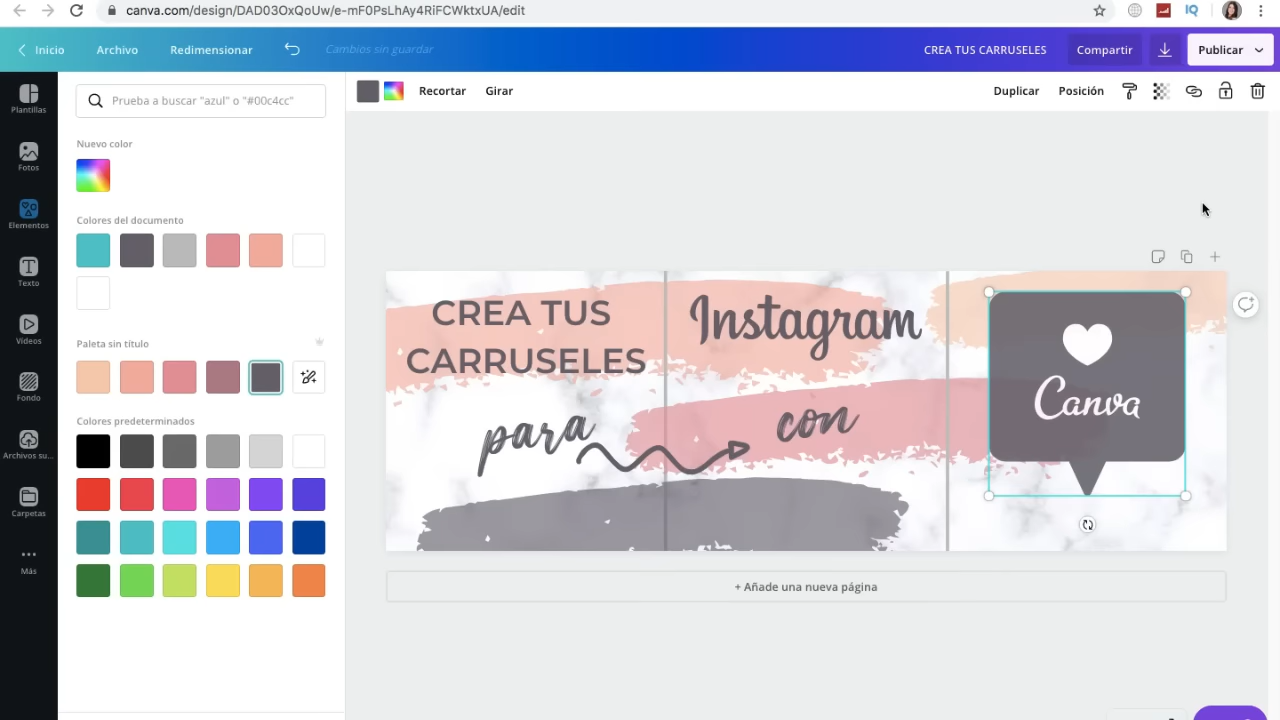 canva.com/design/DAD03OxQoUw/e-mF0PsLhAy4RiFCWktxUA/edit
Inicio Archivo Redimensionar Cambios sin guardar CREA TUS CARRUSELES Compartir Publicar
Prueba a buscar "azul" o "#00c4cc"
Recortar Girar Duplicar Posición
Plantillas
Fotos
Elementos
Texto
Vídeos
Fondo
Archivos su...
Carpetas
Más
Nuevo color
Colores del documento
Paleta sin título
Colores predeterminados
CREA TUS
CARRUSELES
para
Instagram
con
Canva
+ Añade una nueva página